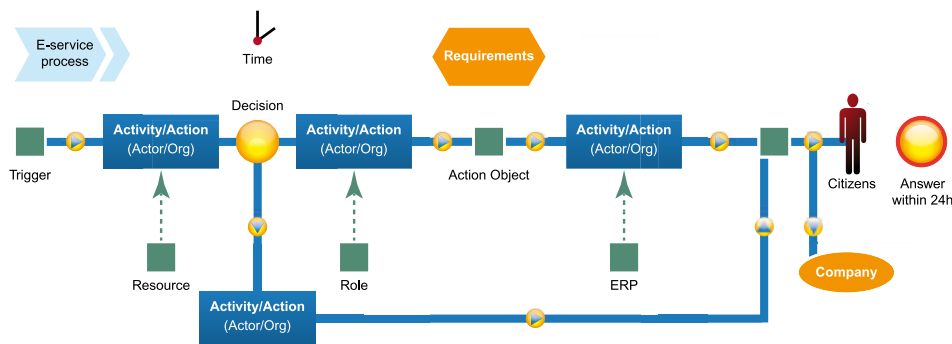 E-service
process
Time
Requirements
Decision
Activity/Action
(Actor/Org)
Activity/Action
(Actor/Org)
Activity/Action
(Actor/Org)
Trigger
Action Object
Citizens
Answer
within 24h
Resource
Role
ERP
Company
Activity/Action
(Actor/Org)